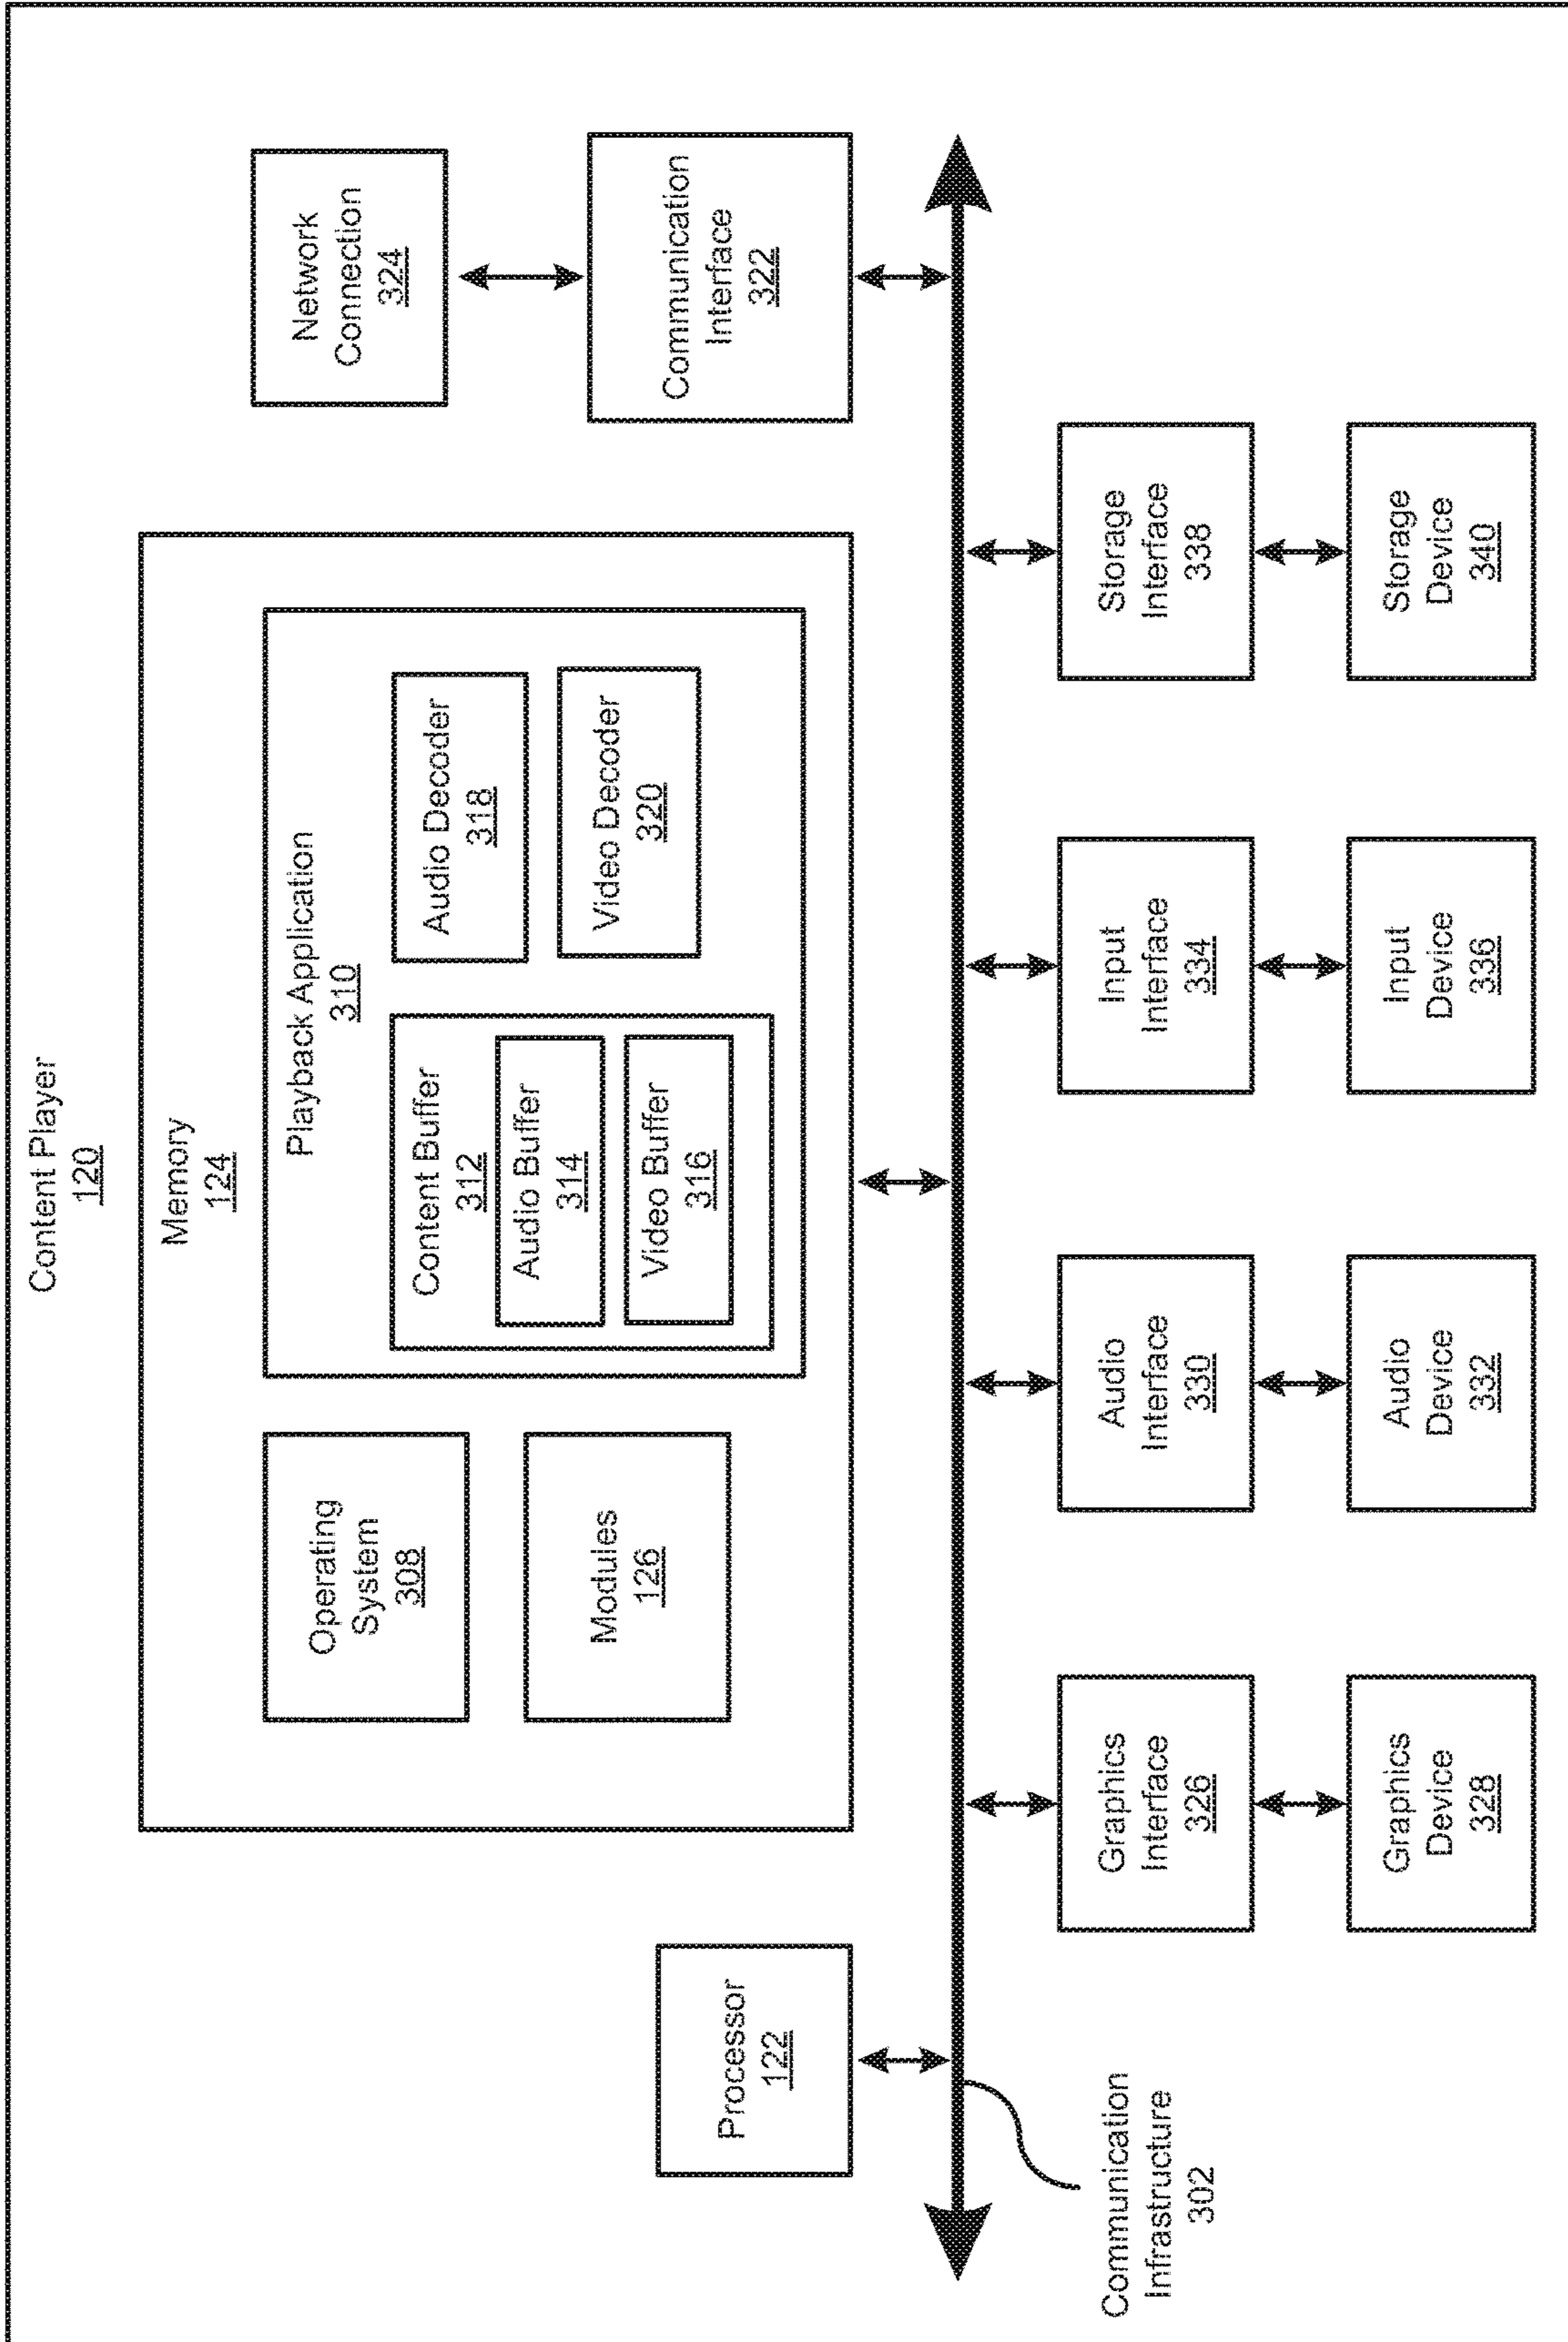 Content Player
120
Memory
124
Operating
System
308
Modules
126
Playback Application
310
Content Buffer
312
Audio Buffer
314
Video Buffer
316
Audio Decoder
318
Video Decoder
320
Network
Connection
324
Communication
Interface
322
Processor
122
Communication
Infrastructure
302
Graphics
Interface
326
Graphics
Device
328
Audio
Interface
330
Audio
Device
332
Input
Interface
334
Input
Device
336
Storage
Interface
338
Storage
Device
340